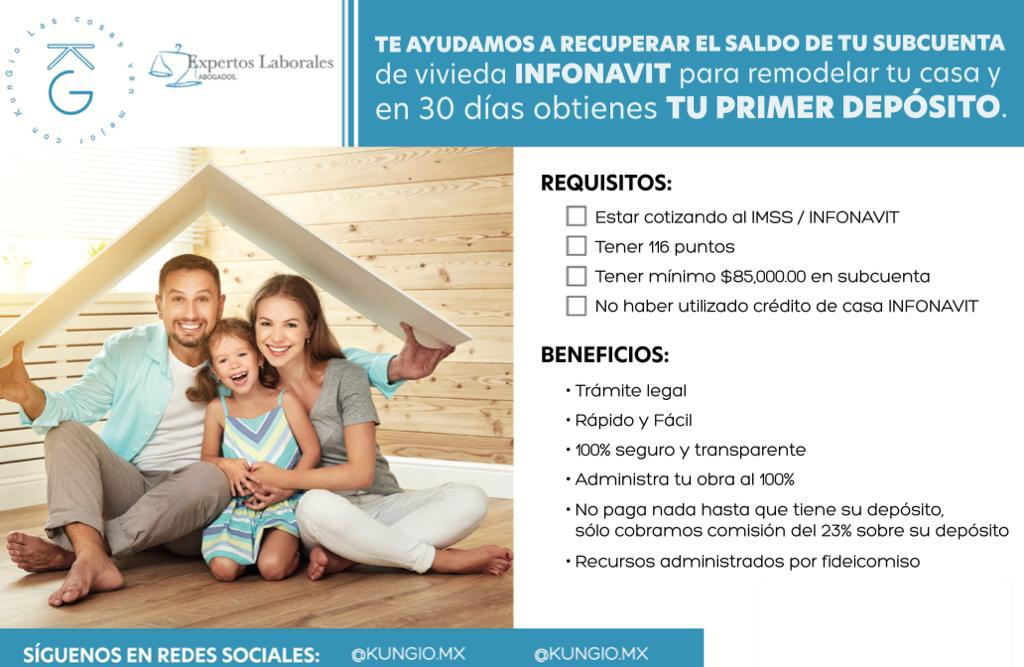 KunGio Las cosas van mejor con KunGio
KG
Expertos Laborales
ABOGADOS.
TE AYUDAMOS A RECUPERAR EL SALDO DE TU SUBCUENTA
de vivieda INFONAVIT para remodelar tu casa y
en 30 días obtienes TU PRIMER DEPÓSITO.
REQUISITOS:
Estar cotizando al IMSS / INFONAVIT
Tener 116 puntos
Tener mínimo $85,000.00 en subcuenta
No haber utilizado crédito de casa INFONAVIT
BENEFICIOS:
• Trámite legal
• Rápido y Fácil
• 100% seguro y transparente
• Administra tu obra al 100%
• No paga nada hasta que tiene su depósito,
sólo cobramos comisión del 23% sobre su depósito
• Recursos administrados por fideicomiso
SÍGUENOS EN REDES SOCIALES: @KUNGIO.MX @KUNGIO.MX